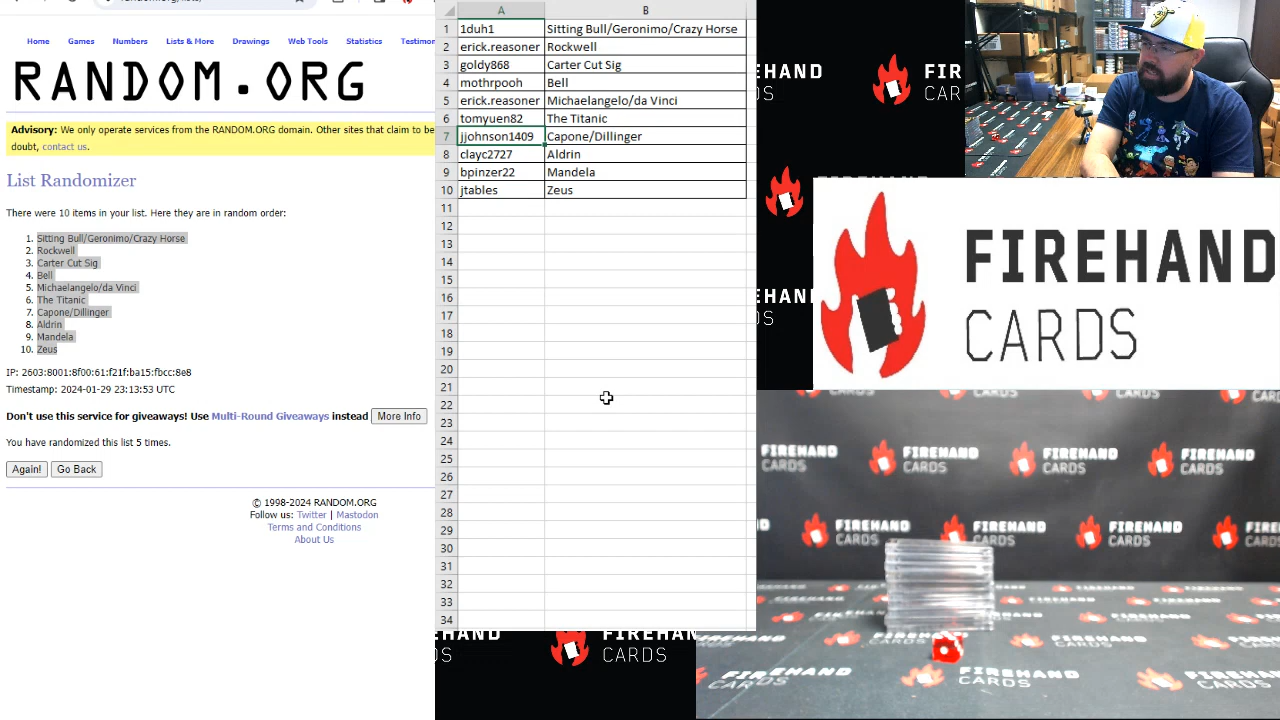 Home Games Numbers Lists & More Drawings Web Tools Statistics Testimor
RANDOM.ORG
Advisory: We only operate services from the RANDOM.ORG domain. Other sites that claim to be
doubt, contact us.
List Randomizer
There were 10 items in your list. Here they are in random order:
1. Sitting Bull/Geronimo/Crazy Horse
2. Rockwell
3. Carter Cut Sig
4. Bell
5. Michaelangelo/da Vinci
6. The Titanic
7. Capone/Dillinger
8. Aldrin
9. Mandela
10. Zeus
IP: 2603:8001:8f00:61:f21f:ba15:fbcc:8e8
Timestamp: 2024-01-29 23:13:53 UTC
Don't use this service for giveaways! Use Multi-Round Giveaways instead More Info
You have randomized this list 5 times.
Again! Go Back
© 1998-2024 RANDOM.ORG
Follow us: Twitter | Mastodon
Terms and Conditions
About Us
A B
1 1duh1 Sitting Bull/Geronimo/Crazy Horse
2 erick.reasoner Rockwell
3 goldy868 Carter Cut Sig
4 mothrpooh Bell
5 erick.reasoner Michaelangelo/da Vinci
6 tomyuen82 The Titanic
7 jjohnson1409 Capone/Dillinger
8 clayc2727 Aldrin
9 bpinzer22 Mandela
10 jtables Zeus
11
12
13
14
15
16
17
18
19
20
21
22
23
24
25
26
27
28
29
30
31
32
33
34
FIREHAND
CARDS
FIREHAND
CARDS
FIREHAND
CARDS
FIREHAND
CARDS
FIREHAND
CARDS